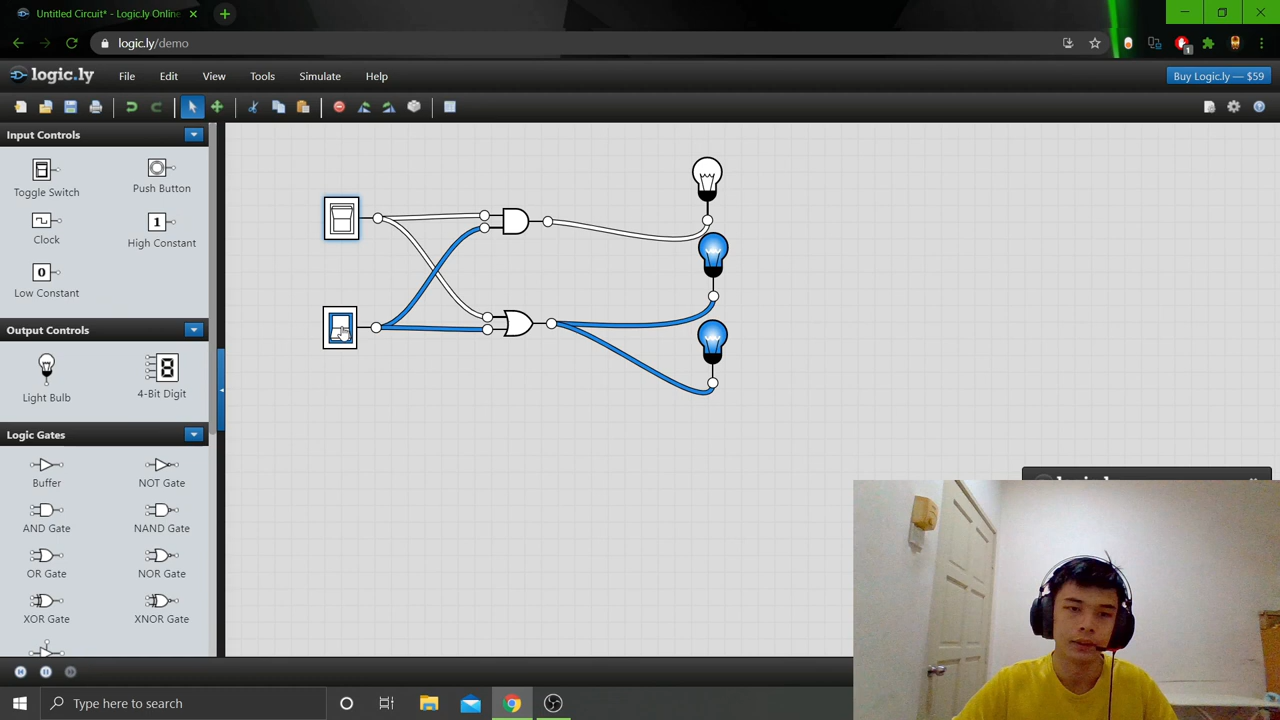 Untitled Circuit* - Logic.ly Online
logic.ly/demo
1
logic.ly
File Edit View Tools Simulate Help
Buy Logic.ly — $59
Input Controls
Toggle Switch
Push Button
Clock
1
High Constant
0
Low Constant
Output Controls
Light Bulb
4-Bit Digit
Logic Gates
Buffer
NOT Gate
AND Gate
NAND Gate
OR Gate
NOR Gate
XOR Gate
XNOR Gate
Type here to search